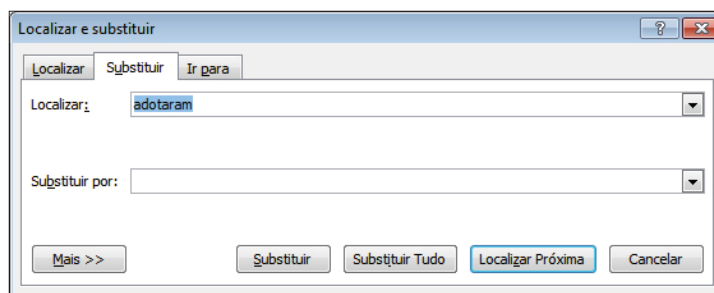 Localizar e substituir
Localizar Substituir Ir para
Localizar: adotaram
Substituir por:
Mais >> Substituir Substituir Tudo Localizar Próxima Cancelar